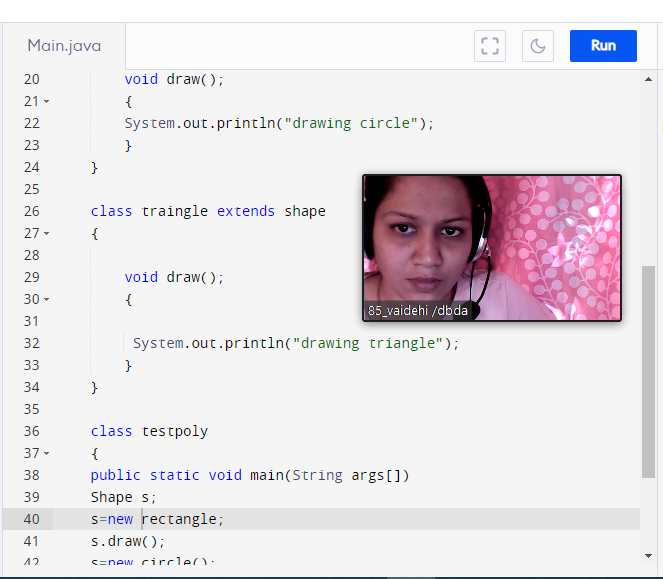 Main.java
Run
20 void draw();
21 {
22 System.out.println("drawing circle");
23 }
24 }
25
26 class traingle extends shape
27 {
28
29 void draw();
30 {
31
32 System.out.println("drawing triangle");
33 }
34 }
35
36 class testpoly
37 {
38 public static void main(String args[])
39 Shape s;
40 s=new rectangle;
41 s.draw();
42 s=new circle();
85_vaidehi /dbda